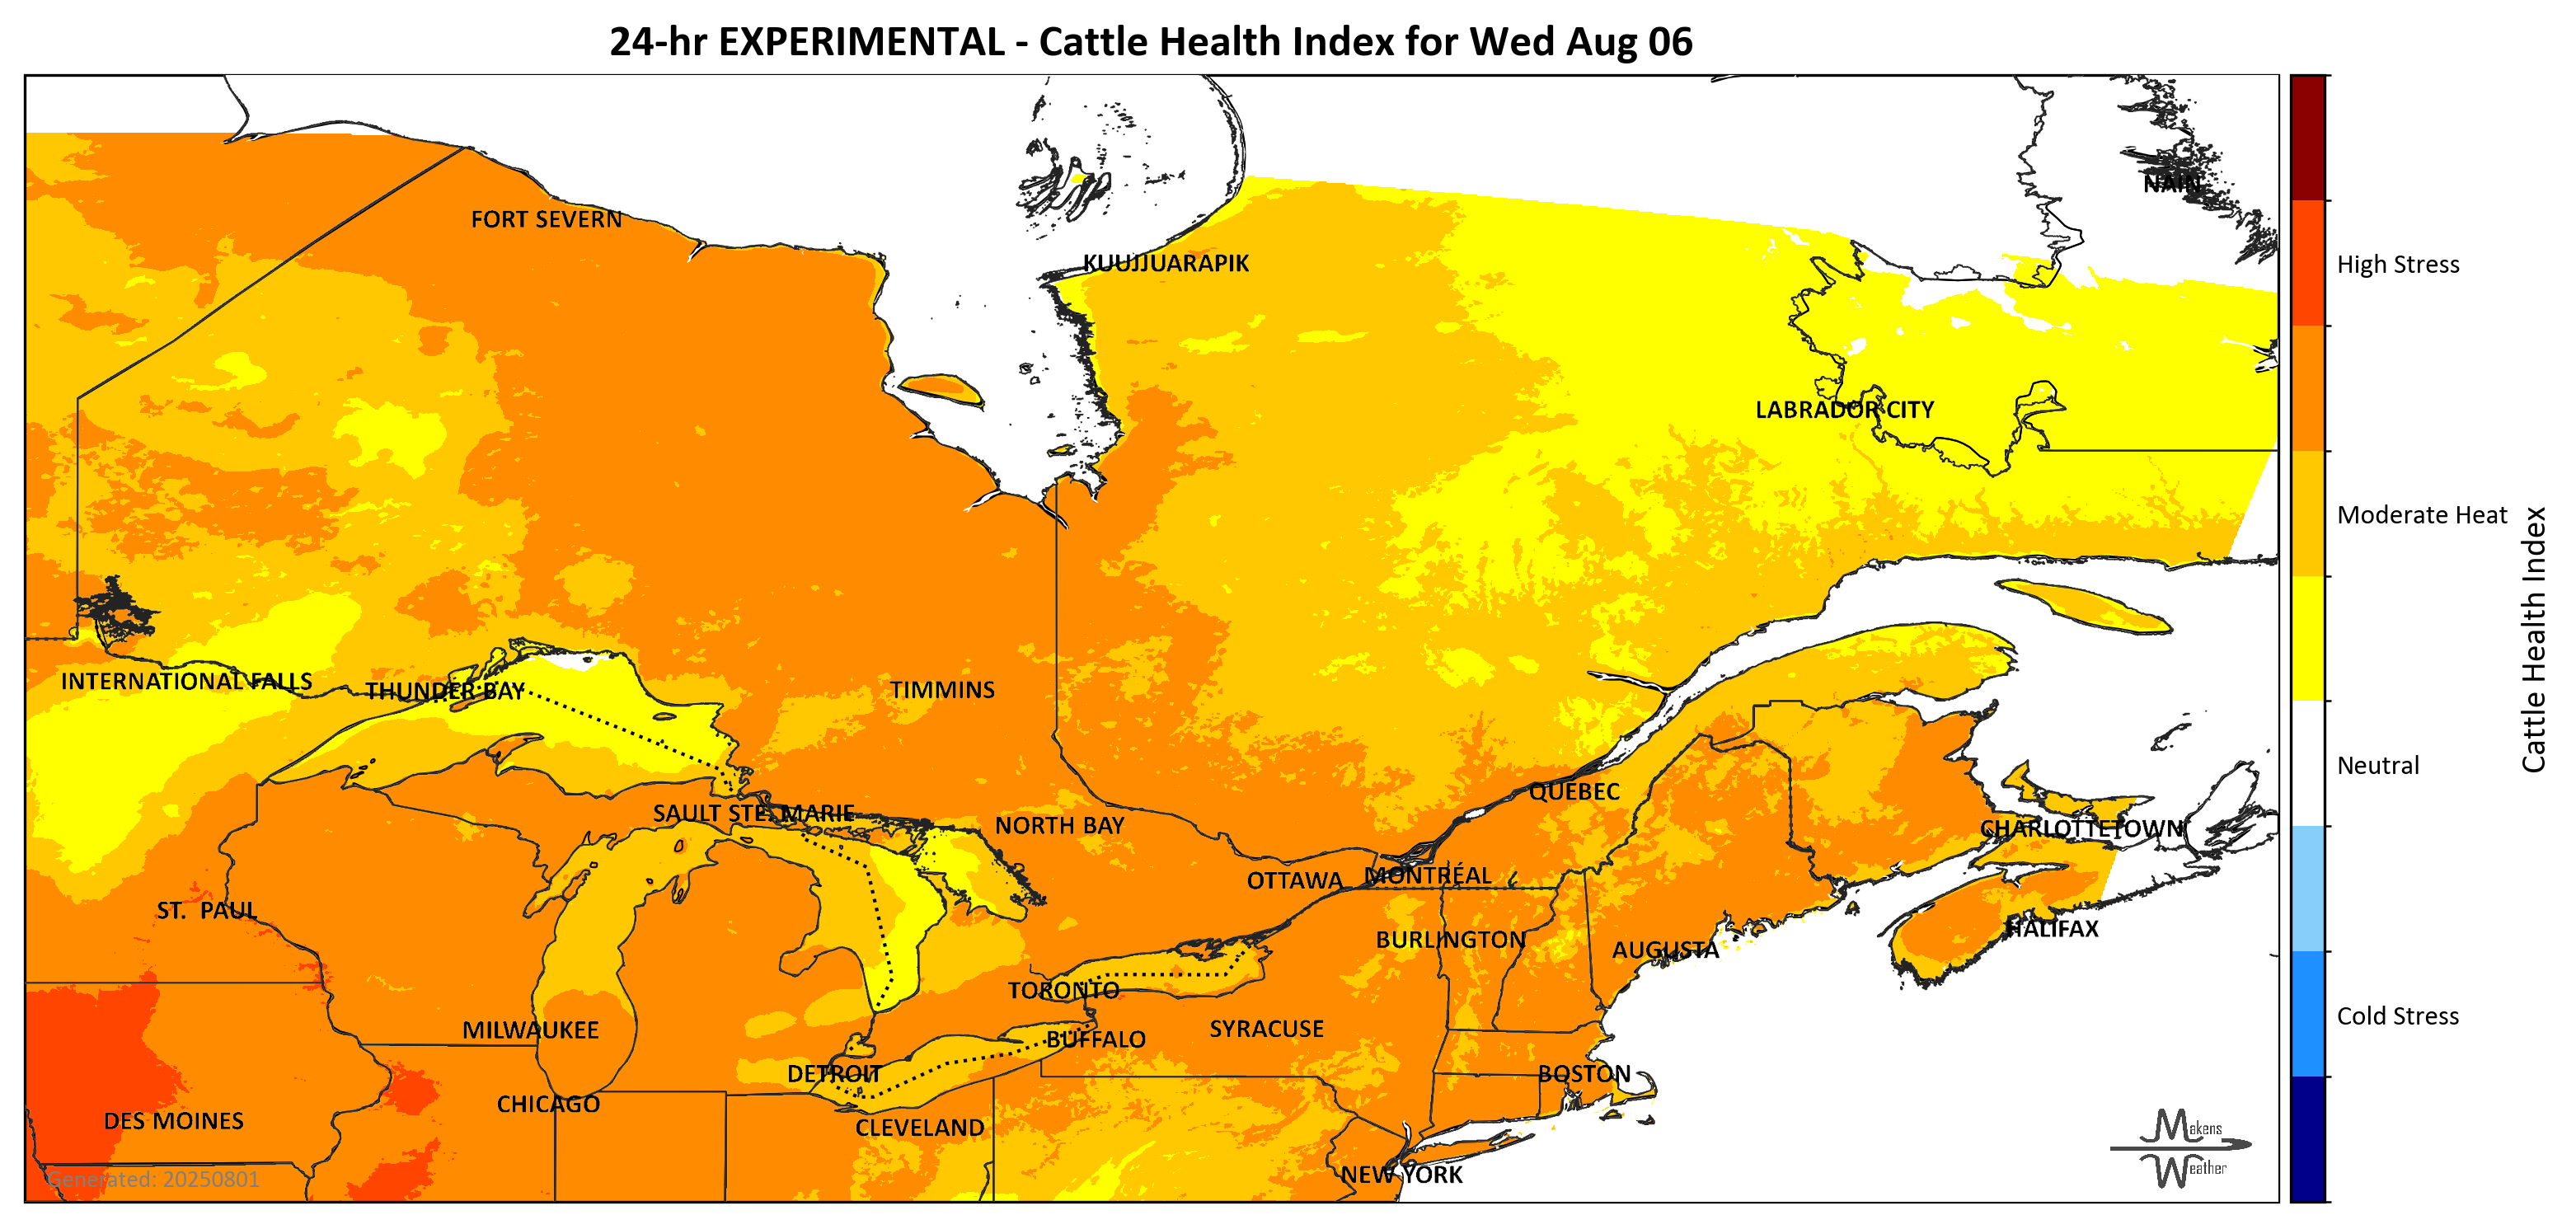 24-hr EXPERIMENTAL - Cattle Health Index for Wed Aug 06
NAIN
FORT SEVERN
KUUJJUARAPIK
High Stress
LABRADOR CITY
Moderate Heat
Cattle Health Index
INTERNATIONAL FALLS
THUNDER BAY
TIMMINS
Neutral
QUEBEC
SAULT STE. MARIE
NORTH BAY
CHARLOTTETOWN
OTTAWA
MONTRÉAL
ST. PAUL
HALIFAX
BURLINGTON
AUGUSTA
TORONTO
Cold Stress
MILWAUKEE
SYRACUSE
BUFFALO
DETROIT
BOSTON
CHICAGO
DES MOINES
CLEVELAND
Makens
Weather
NEW YORK
Generated: 20250801